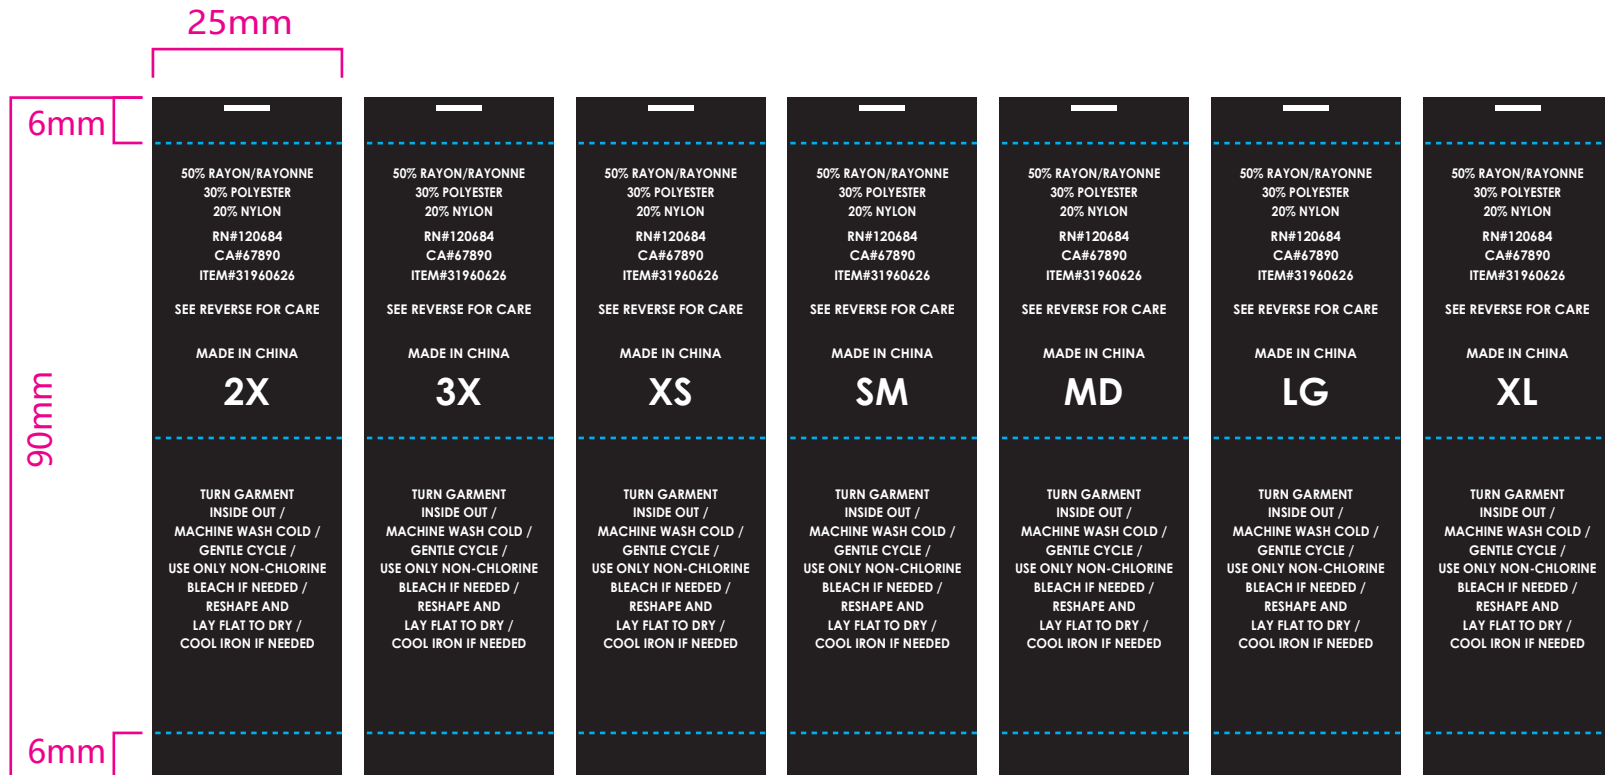 25mm
6mm
90mm
6mm
50% RAYON/RAYONNE
30% POLYESTER
20% NYLON
RN#120684
CA#67890
ITEM#31960626
SEE REVERSE FOR CARE
MADE IN CHINA
2X
TURN GARMENT
INSIDE OUT /
MACHINE WASH COLD /
GENTLE CYCLE /
USE ONLY NON-CHLORINE
BLEACH IF NEEDED /
RESHAPE AND
LAY FLAT TO DRY /
COOL IRON IF NEEDED
50% RAYON/RAYONNE
30% POLYESTER
20% NYLON
RN#120684
CA#67890
ITEM#31960626
SEE REVERSE FOR CARE
MADE IN CHINA
3X
TURN GARMENT
INSIDE OUT /
MACHINE WASH COLD /
GENTLE CYCLE /
USE ONLY NON-CHLORINE
BLEACH IF NEEDED /
RESHAPE AND
LAY FLAT TO DRY /
COOL IRON IF NEEDED
50% RAYON/RAYONNE
30% POLYESTER
20% NYLON
RN#120684
CA#67890
ITEM#31960626
SEE REVERSE FOR CARE
MADE IN CHINA
XS
TURN GARMENT
INSIDE OUT /
MACHINE WASH COLD /
GENTLE CYCLE /
USE ONLY NON-CHLORINE
BLEACH IF NEEDED /
RESHAPE AND
LAY FLAT TO DRY /
COOL IRON IF NEEDED
50% RAYON/RAYONNE
30% POLYESTER
20% NYLON
RN#120684
CA#67890
ITEM#31960626
SEE REVERSE FOR CARE
MADE IN CHINA
SM
TURN GARMENT
INSIDE OUT /
MACHINE WASH COLD /
GENTLE CYCLE /
USE ONLY NON-CHLORINE
BLEACH IF NEEDED /
RESHAPE AND
LAY FLAT TO DRY /
COOL IRON IF NEEDED
50% RAYON/RAYONNE
30% POLYESTER
20% NYLON
RN#120684
CA#67890
ITEM#31960626
SEE REVERSE FOR CARE
MADE IN CHINA
MD
TURN GARMENT
INSIDE OUT /
MACHINE WASH COLD /
GENTLE CYCLE /
USE ONLY NON-CHLORINE
BLEACH IF NEEDED /
RESHAPE AND
LAY FLAT TO DRY /
COOL IRON IF NEEDED
50% RAYON/RAYONNE
30% POLYESTER
20% NYLON
RN#120684
CA#67890
ITEM#31960626
SEE REVERSE FOR CARE
MADE IN CHINA
LG
TURN GARMENT
INSIDE OUT /
MACHINE WASH COLD /
GENTLE CYCLE /
USE ONLY NON-CHLORINE
BLEACH IF NEEDED /
RESHAPE AND
LAY FLAT TO DRY /
COOL IRON IF NEEDED
50% RAYON/RAYONNE
30% POLYESTER
20% NYLON
RN#120684
CA#67890
ITEM#31960626
SEE REVERSE FOR CARE
MADE IN CHINA
XL
TURN GARMENT
INSIDE OUT /
MACHINE WASH COLD /
GENTLE CYCLE /
USE ONLY NON-CHLORINE
BLEACH IF NEEDED /
RESHAPE AND
LAY FLAT TO DRY /
COOL IRON IF NEEDED